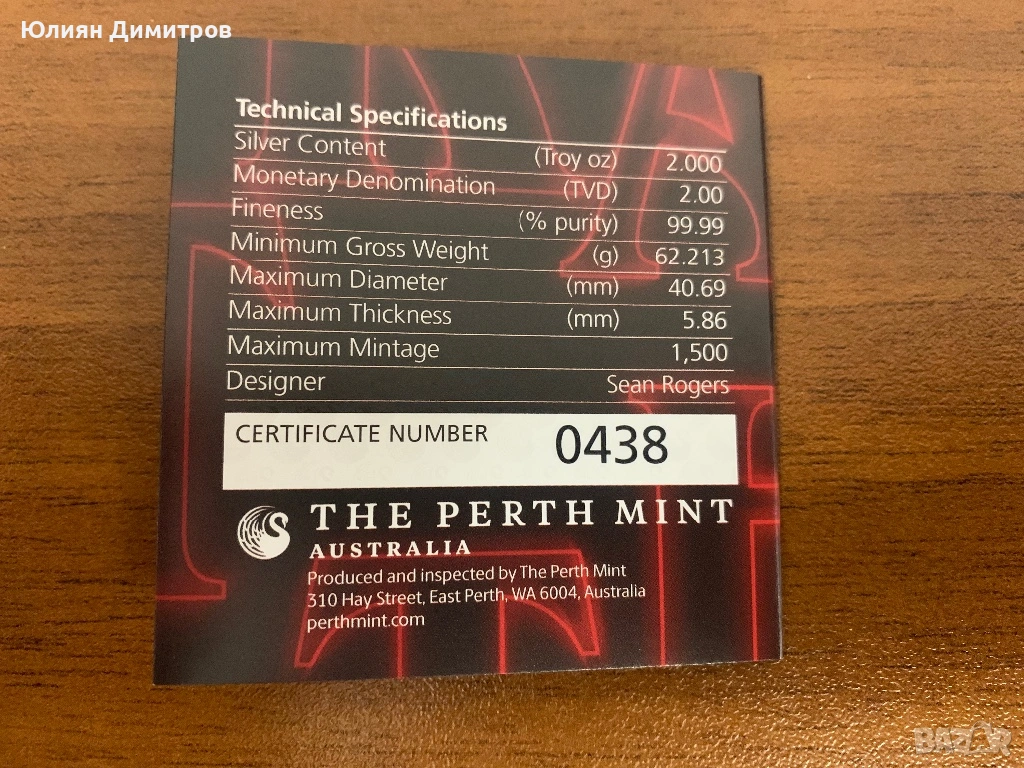 Юлиян Димитров
Technical Specifications
Silver Content (Troy oz) 2.000
Monetary Denomination (TVD) 2.00
Fineness (% purity) 99.99
Minimum Gross Weight (g) 62.213
Maximum Diameter (mm) 40.69
Maximum Thickness (mm) 5.86
Maximum Mintage 1,500
Designer Sean Rogers
CERTIFICATE NUMBER 0438
THE PERTH MINT
AUSTRALIA
Produced and inspected by The Perth Mint
310 Hay Street, East Perth, WA 6004, Australia
perthmint.com
BAZAR